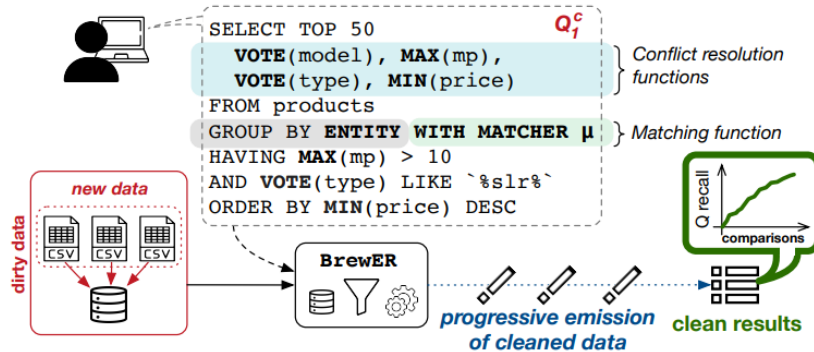 SELECT TOP 50
Q₁ᶜ
VOTE(model), MAX(mp),
VOTE(type), MIN(price)
Conflict resolution
functions
FROM products
GROUP BY ENTITY WITH MATCHER µ
Matching function
HAVING MAX(mp) > 10
AND VOTE(type) LIKE `%slr%`
ORDER BY MIN(price) DESC
new data
dirty data
CSV
CSV
CSV
BrewER
Q recall
comparisons
progressive emission
of cleaned data
clean results